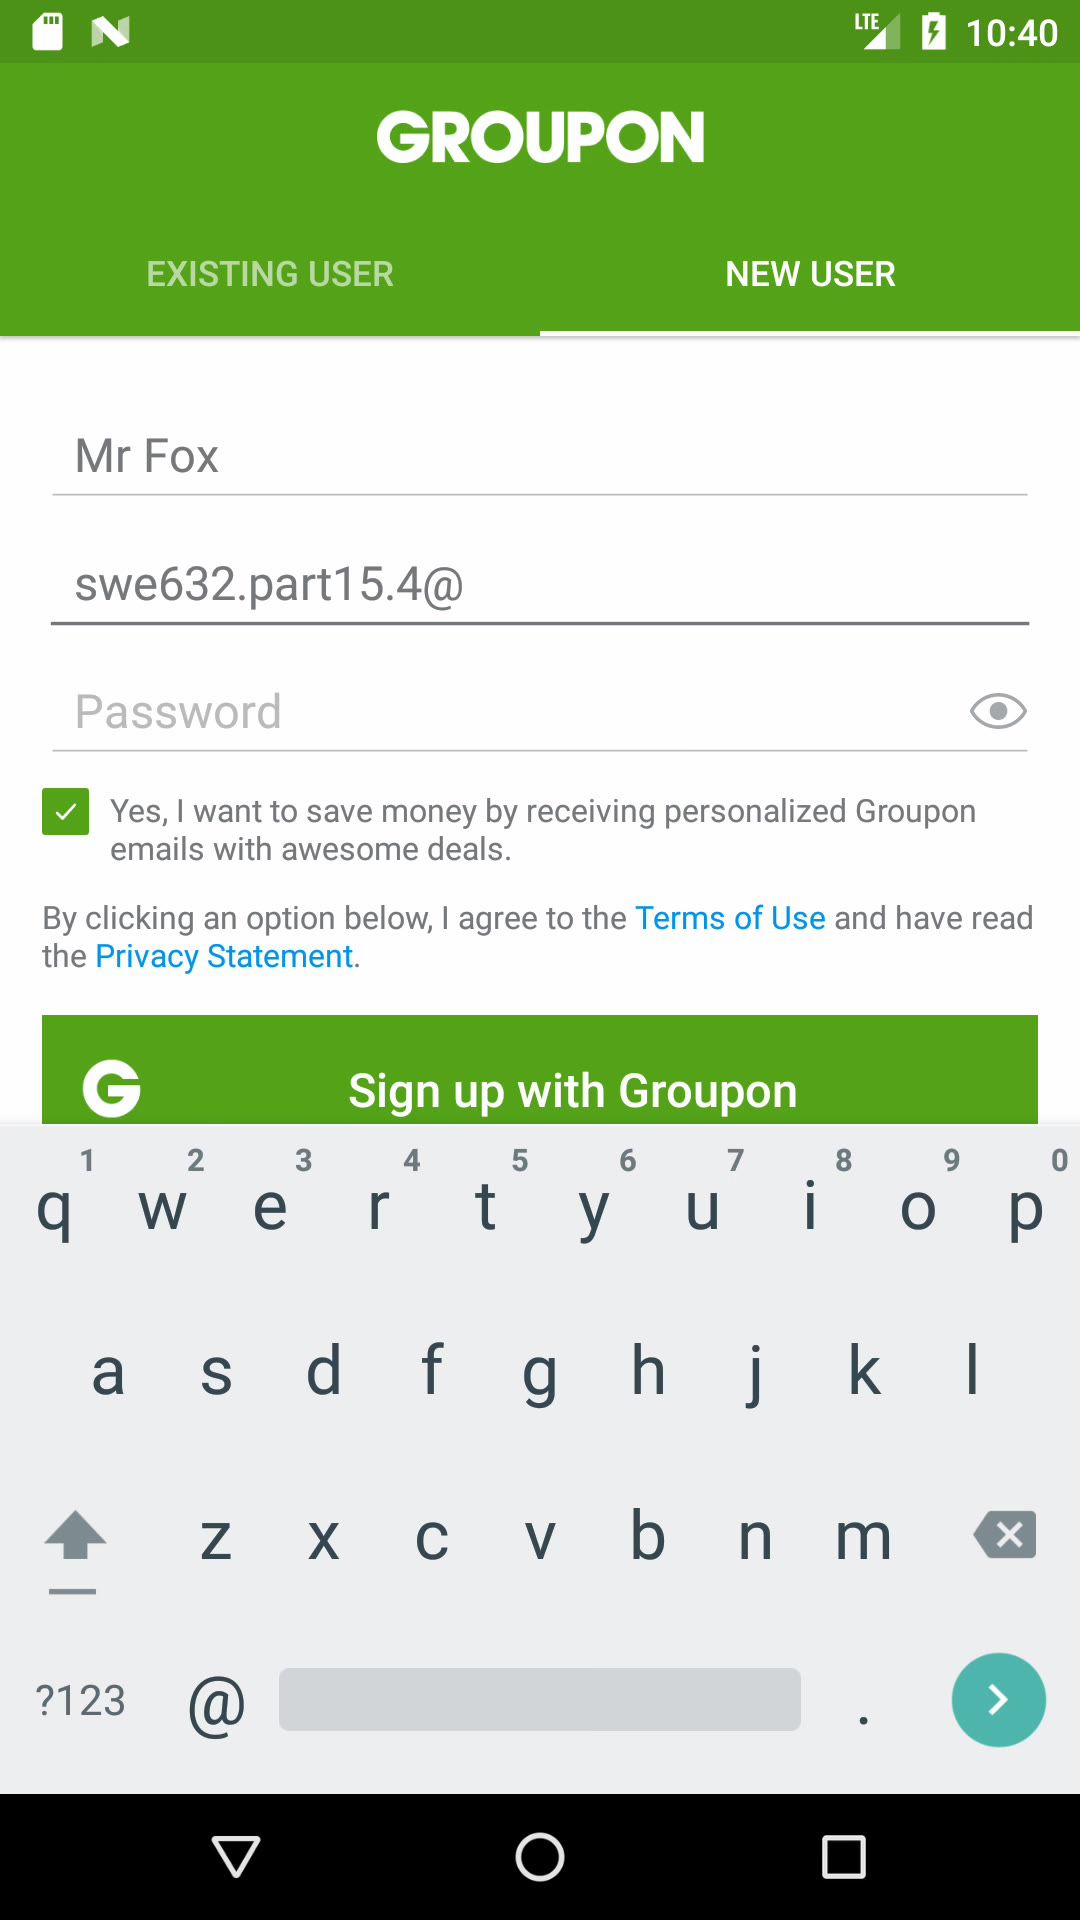 LTE 10:40
GROUPON
EXISTING USER NEW USER
Mr Fox
swe632.part15.4@
Password
Yes, I want to save money by receiving personalized Groupon
emails with awesome deals.
By clicking an option below, I agree to the Terms of Use and have read
the Privacy Statement.
G Sign up with Groupon
1 2 3 4 5 6 7 8 9 0
q w e r t y u i o p
a s d f g h j k l
z x c v b n m
?123 @ .